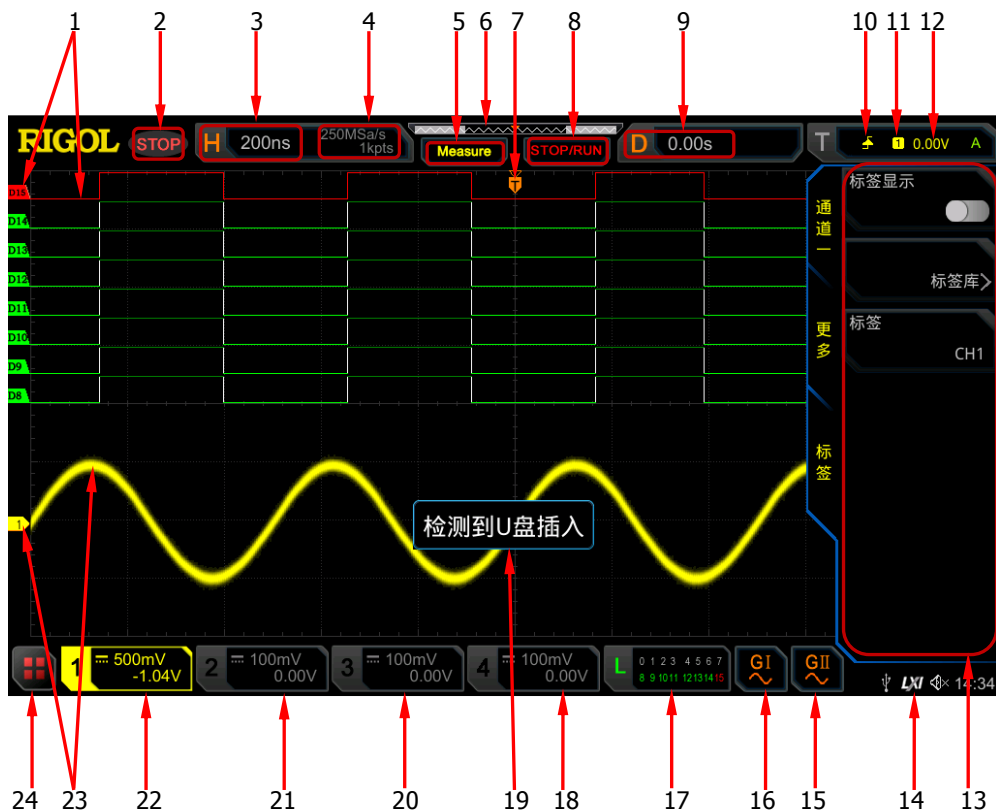 1 2 3 4 5 6 7 8 9 10 11 12
RIGOL STOP H 200ns 250MSa/s 1kpts Measure STOP/RUN D 0.00s T 1 0.00V A
T
D15
D14
D13
D12
D11
D10
D9
D8
通道一
更多
标签
标签显示
标签库>
标签
CH1
1
检测到U盘插入
1 500mV -1.04V
2 100mV 0.00V
3 100mV 0.00V
4 100mV 0.00V
L 0 1 2 3 4 5 6 7
8 9 10 11 12 13 14 15
GI
GII
LXI 14:34
24 23 22 21 20 19 18 17 16 15 14 13